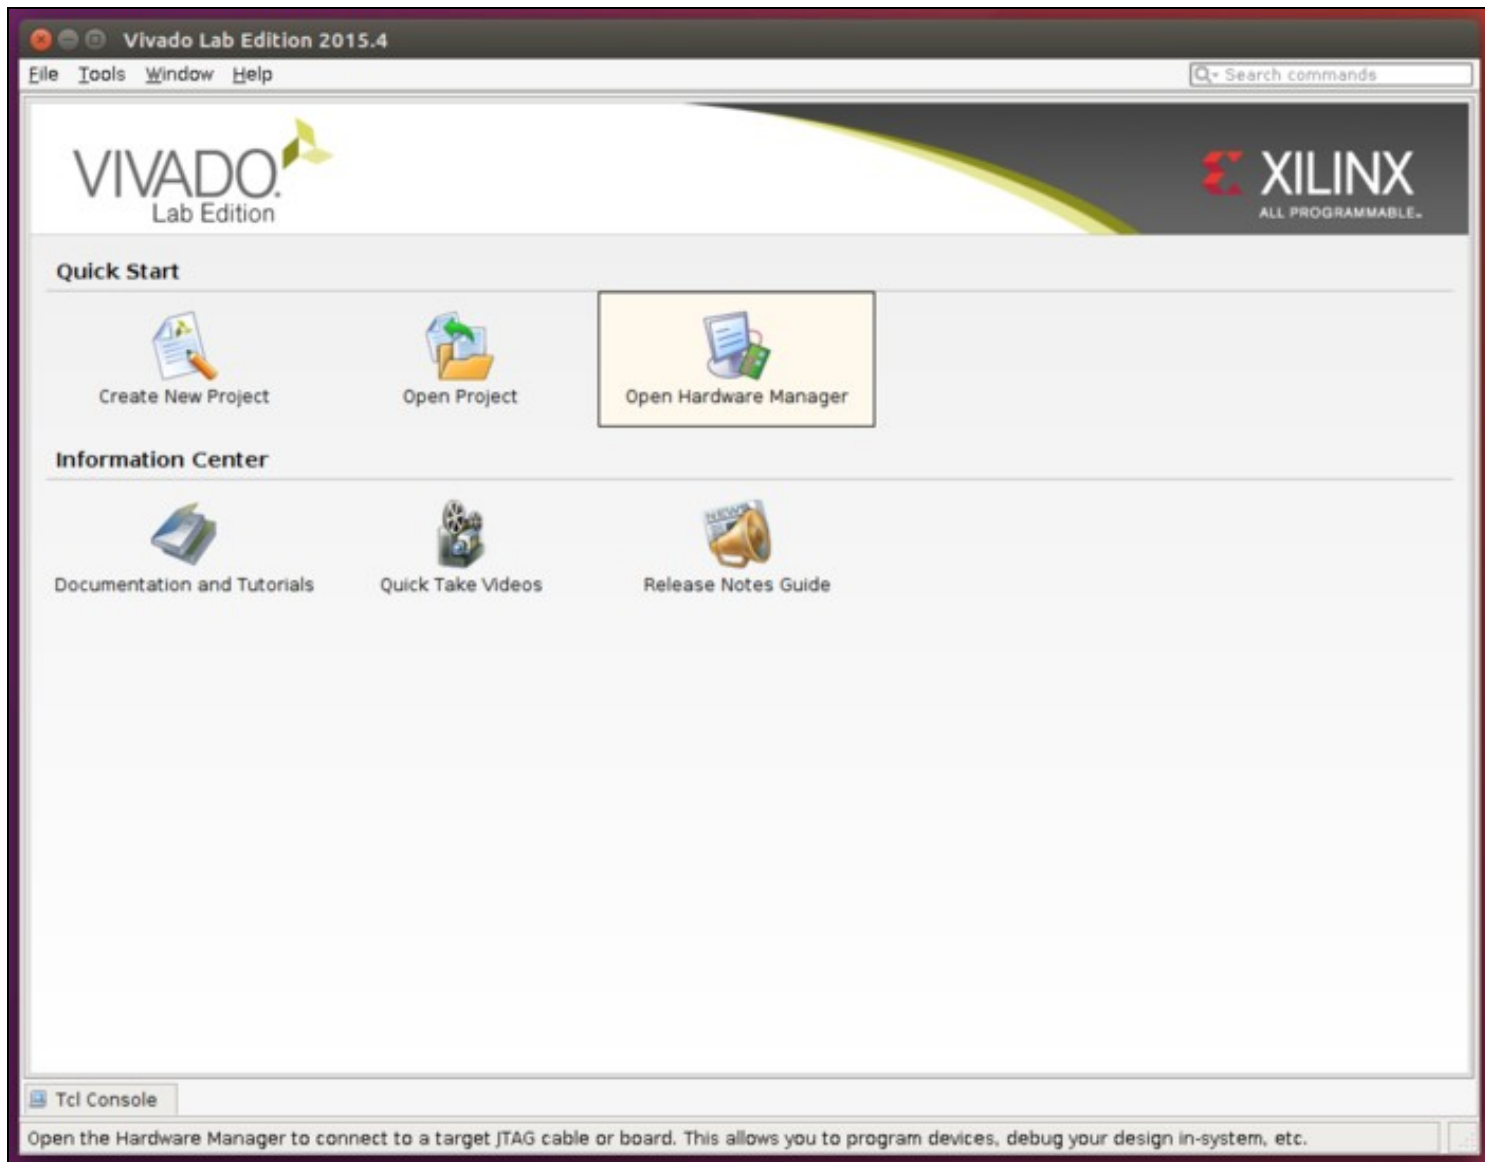 Vivado Lab Edition 2015.4
File Tools Window Help
Search commands
VIVADO.
Lab Edition
XILINX
ALL PROGRAMMABLE.
Quick Start
Create New Project
Open Project
Open Hardware Manager
Information Center
NEWS
Documentation and Tutorials
Quick Take Videos
Release Notes Guide
Tcl Console
Open the Hardware Manager to connect to a target JTAG cable or board. This allows you to program devices, debug your design in-system, etc.